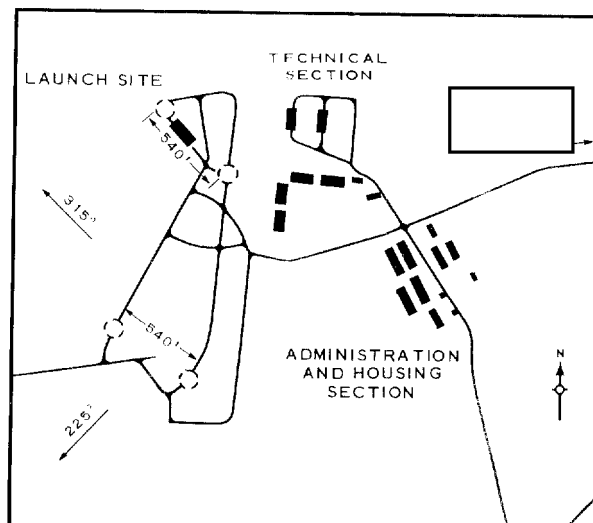 TECHNICAL
SECTION
LAUNCH SITE
540'
315°
540'
ADMINISTRATION
AND HOUSING
SECTION
N
225°